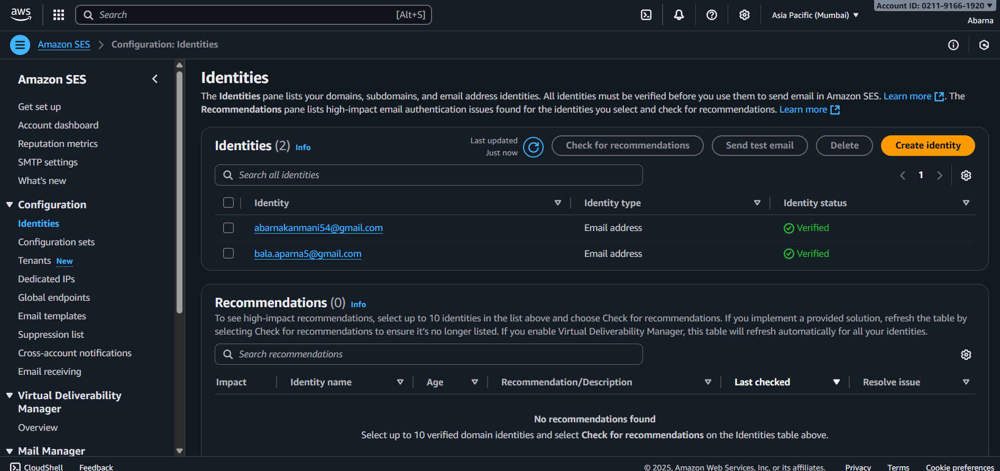 aws
Search
[Alt+S]
Asia Pacific (Mumbai)
Account ID: 0211-9166-1920
Abarna
Amazon SES
Configuration: Identities
Amazon SES
Get set up
Account dashboard
Reputation metrics
SMTP settings
What's new
Configuration
Identities
Configuration sets
Tenants New
Dedicated IPs
Global endpoints
Email templates
Suppression list
Cross-account notifications
Email receiving
Virtual Deliverability
Manager
Overview
Mail Manager
Identities
The Identities pane lists your domains, subdomains, and email address identities. All identities must be verified before you use them to send email in Amazon SES. Learn more . The
Recommendations pane lists high-impact email authentication issues found for the identities you select and check for recommendations. Learn more
Identities (2) Info
Last updated
Just now
Check for recommendations
Send test email
Delete
Create identity
Search all identities
1
Identity
Identity type
Identity status
abarnakanmani54@gmail.com
Email address
Verified
bala.aparna5@gmail.com
Email address
Verified
Recommendations (0) Info
To see high-impact recommendations, select up to 10 identities in the list above and choose Check for recommendations. If you implement a provided solution, refresh the table by
selecting Check for recommendations to ensure it's no longer listed. If you enable Virtual Deliverability Manager, this table will refresh automatically for all your identities.
Search recommendations
Impact
Identity name
Age
Recommendation/Description
Last checked
Resolve issue
No recommendations found
Select up to 10 verified domain identities and select Check for recommendations on the Identities table above.
CloudShell
Feedback
© 2025, Amazon Web Services, Inc. or its affiliates.
Privacy
Terms
Cookie preferences